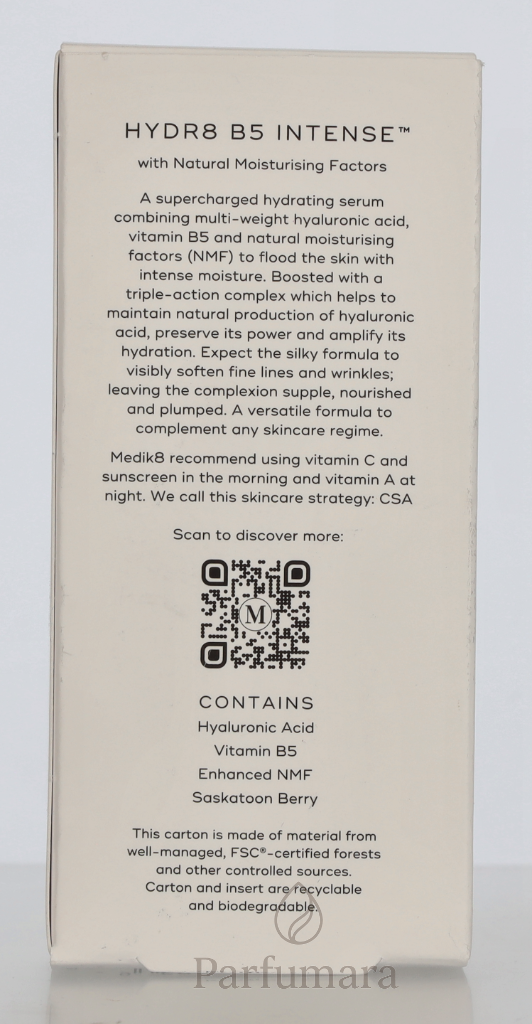 HYDR8 B5 INTENSE™
with Natural Moisturising Factors
A supercharged hydrating serum
combining multi-weight hyaluronic acid,
vitamin B5 and natural moisturising
factors (NMF) to flood the skin with
intense moisture. Boosted with a
triple-action complex which helps to
maintain natural production of hyaluronic
acid, preserve its power and amplify its
hydration. Expect the silky formula to
visibly soften fine lines and wrinkles;
leaving the complexion supple, nourished
and plumped. A versatile formula to
complement any skincare regime.
Medik8 recommend using vitamin C and
sunscreen in the morning and vitamin A at
night. We call this skincare strategy: CSA
Scan to discover more:
M
CONTAINS
Hyaluronic Acid
Vitamin B5
Enhanced NMF
Saskatoon Berry
This carton is made of material from
well-managed, FSC®-certified forests
and other controlled sources.
Carton and insert are recyclable
and biodegradable.
Parfumara